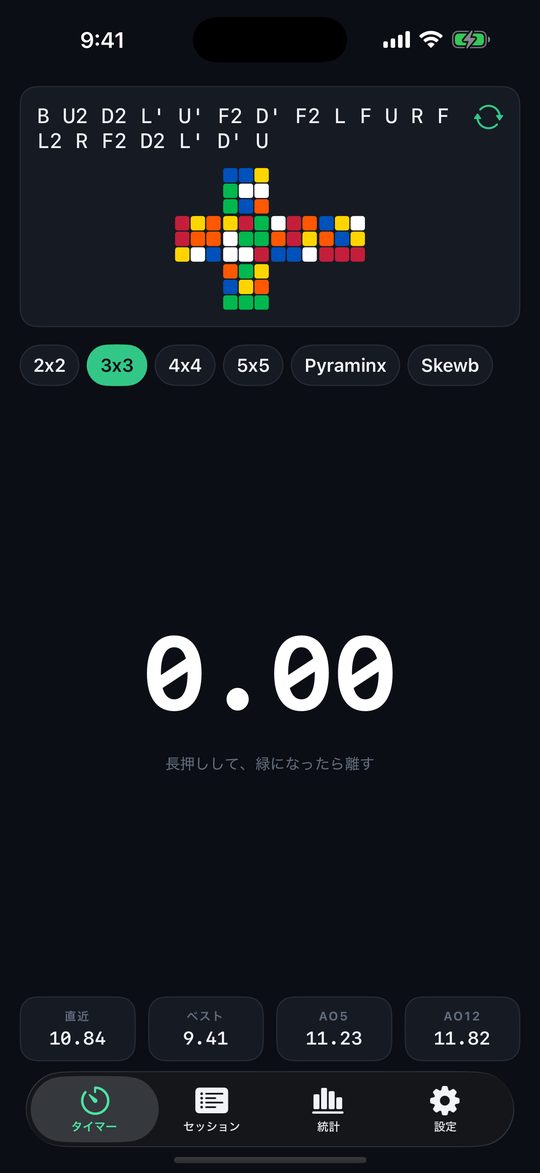 9:41
B U2 D2 L' U' F2 D' F2 L F U R F
L2 R F2 D2 L' D' U
2x2 3x3 4x4 5x5 Pyraminx Skewb
0.00
長押しして、緑になったら離す
直近 ベスト AO5 AO12
10.84 9.41 11.23 11.82
タイマー セッション 統計 設定